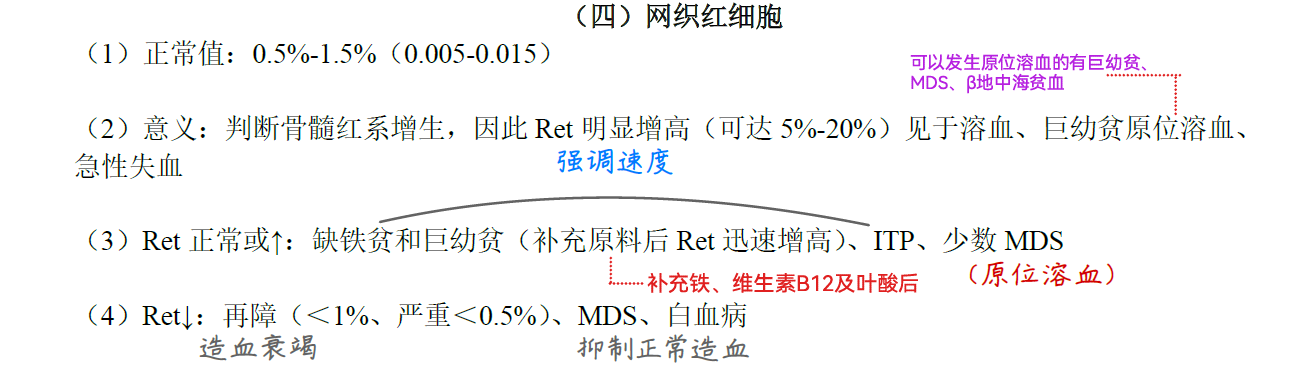 （四）网织红细胞
（1）正常值：0.5%-1.5%（0.005-0.015）
可以发生原位溶血的有巨幼贫、
MDS、β地中海贫血
（2）意义：判断骨髓红系增生，因此 Ret 明显增高（可达 5%-20%）见于溶血、巨幼贫原位溶血、
急性失血
强调速度
（3）Ret 正常或↑：缺铁贫和巨幼贫（补充原料后 Ret 迅速增高）、ITP、少数 MDS
补充铁、维生素B12及叶酸后
（原位溶血）
（4）Ret↓：再障（＜1%、严重＜0.5%）、MDS、白血病
造血衰竭
抑制正常造血